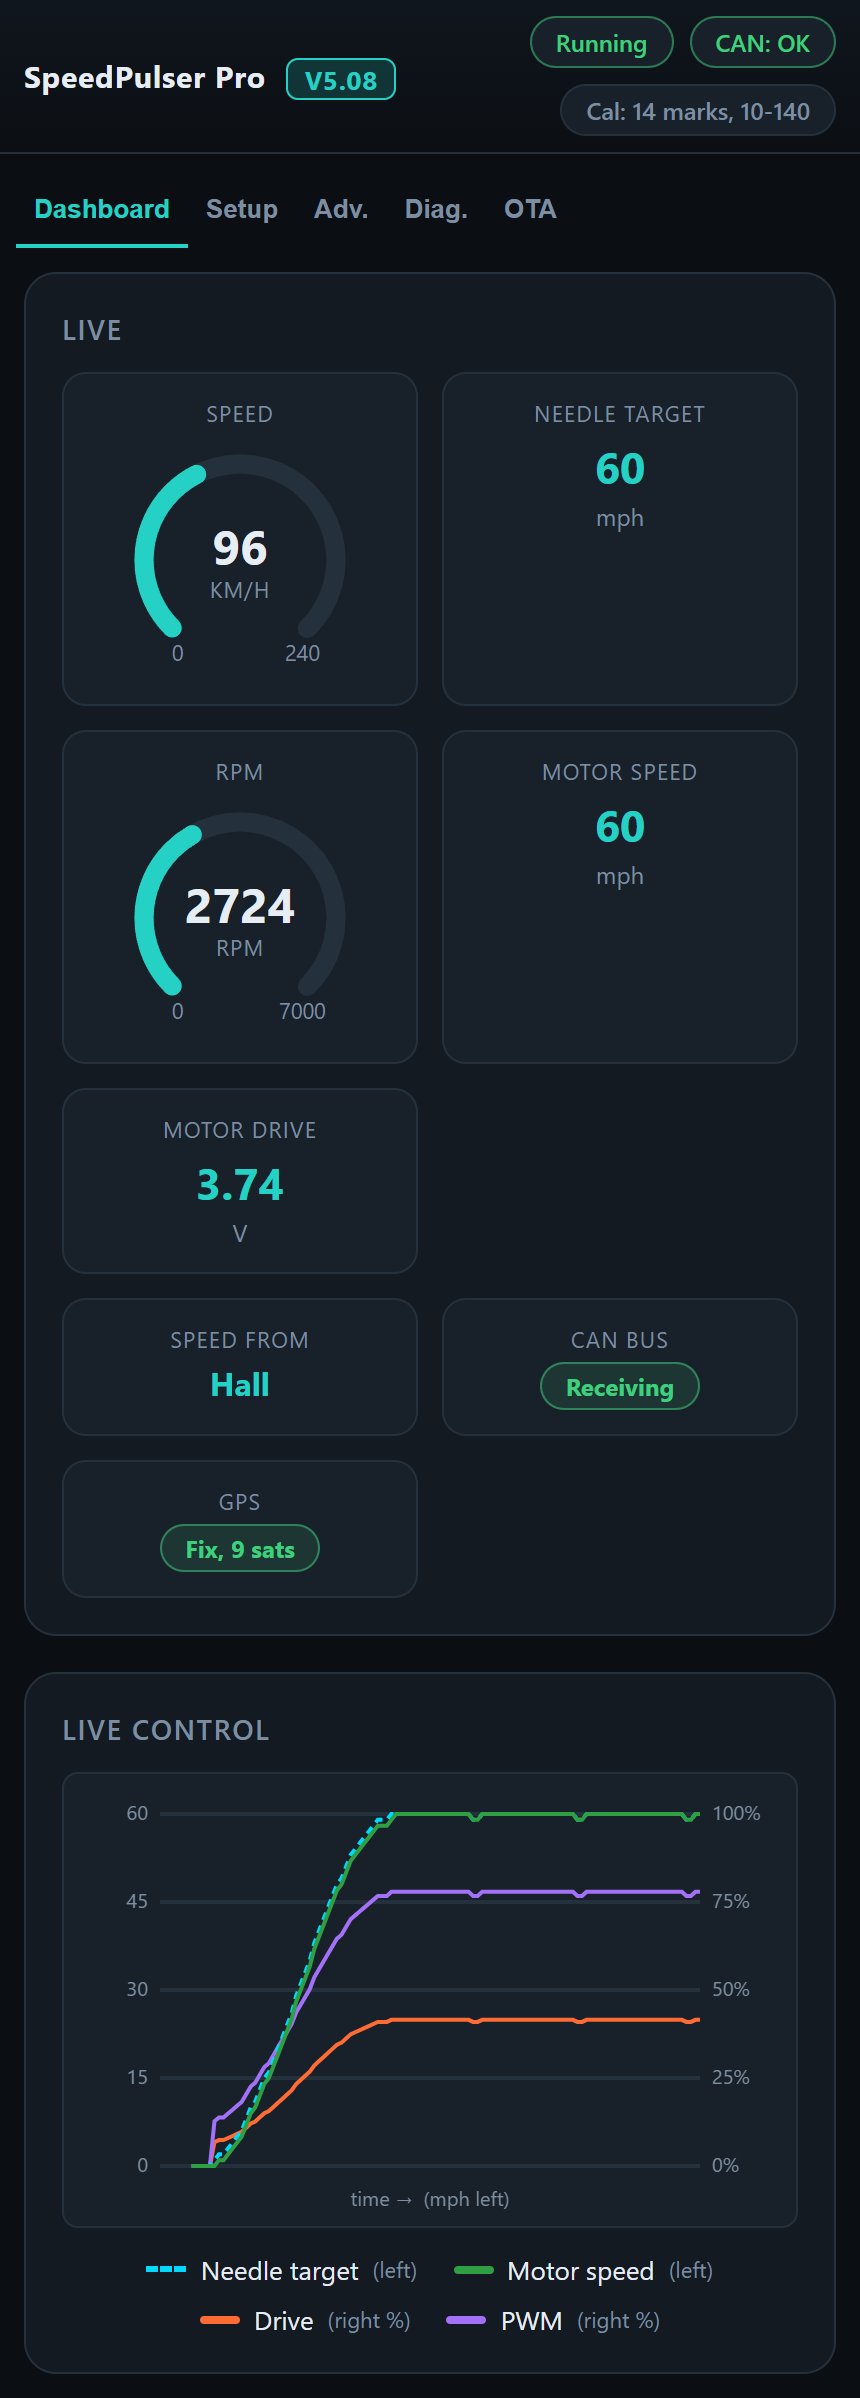 SpeedPulser Pro V5.08
Running CAN: OK
Cal: 14 marks, 10-140
Dashboard Setup Adv. Diag. OTA
LIVE
SPEED
96
KM/H
0 240
NEEDLE TARGET
60
mph
RPM
2724
RPM
0 7000
MOTOR SPEED
60
mph
MOTOR DRIVE
3.74
V
SPEED FROM
Hall
CAN BUS
Receiving
GPS
Fix, 9 sats
LIVE CONTROL
60 100%
45 75%
30 50%
15 25%
0 0%
time → (mph left)
Needle target (left) Motor speed (left)
Drive (right %) PWM (right %)